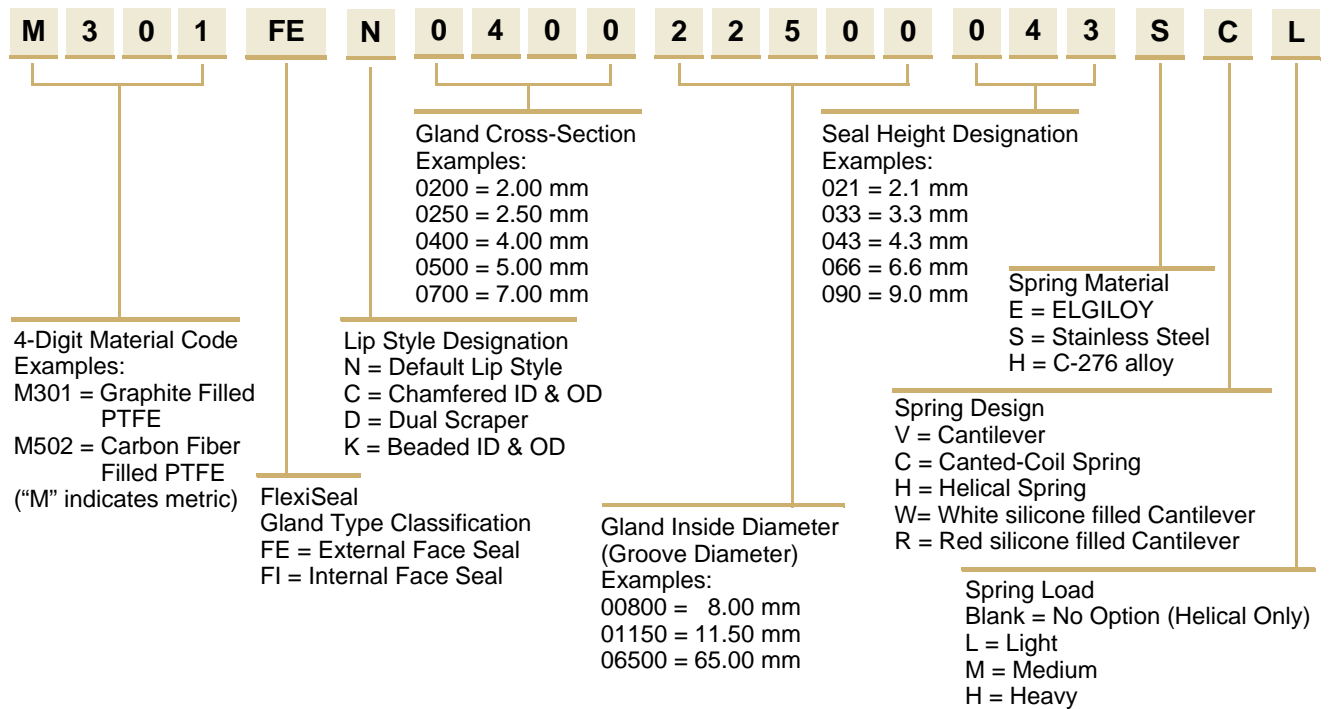 M 3 0 1 FE N 0 4 0 0 2 2 5 0 0 0 4 3 S C L
4-Digit Material Code
Examples:
M301 = Graphite Filled
PTFE
M502 = Carbon Fiber
Filled PTFE
(“M” indicates metric)
FlexiSeal
Gland Type Classification
FE = External Face Seal
FI = Internal Face Seal
Lip Style Designation
N = Default Lip Style
C = Chamfered ID & OD
D = Dual Scraper
K = Beaded ID & OD
Gland Cross-Section
Examples:
0200 = 2.00 mm
0250 = 2.50 mm
0400 = 4.00 mm
0500 = 5.00 mm
0700 = 7.00 mm
Gland Inside Diameter
(Groove Diameter)
Examples:
00800 = 8.00 mm
01150 = 11.50 mm
06500 = 65.00 mm
Seal Height Designation
Examples:
021 = 2.1 mm
033 = 3.3 mm
043 = 4.3 mm
066 = 6.6 mm
090 = 9.0 mm
Spring Material
E = ELGILOY
S = Stainless Steel
H = C-276 alloy
Spring Design
V = Cantilever
C = Canted-Coil Spring
H = Helical Spring
W= White silicone filled Cantilever
R = Red silicone filled Cantilever
Spring Load
Blank = No Option (Helical Only)
L = Light
M = Medium
H = Heavy